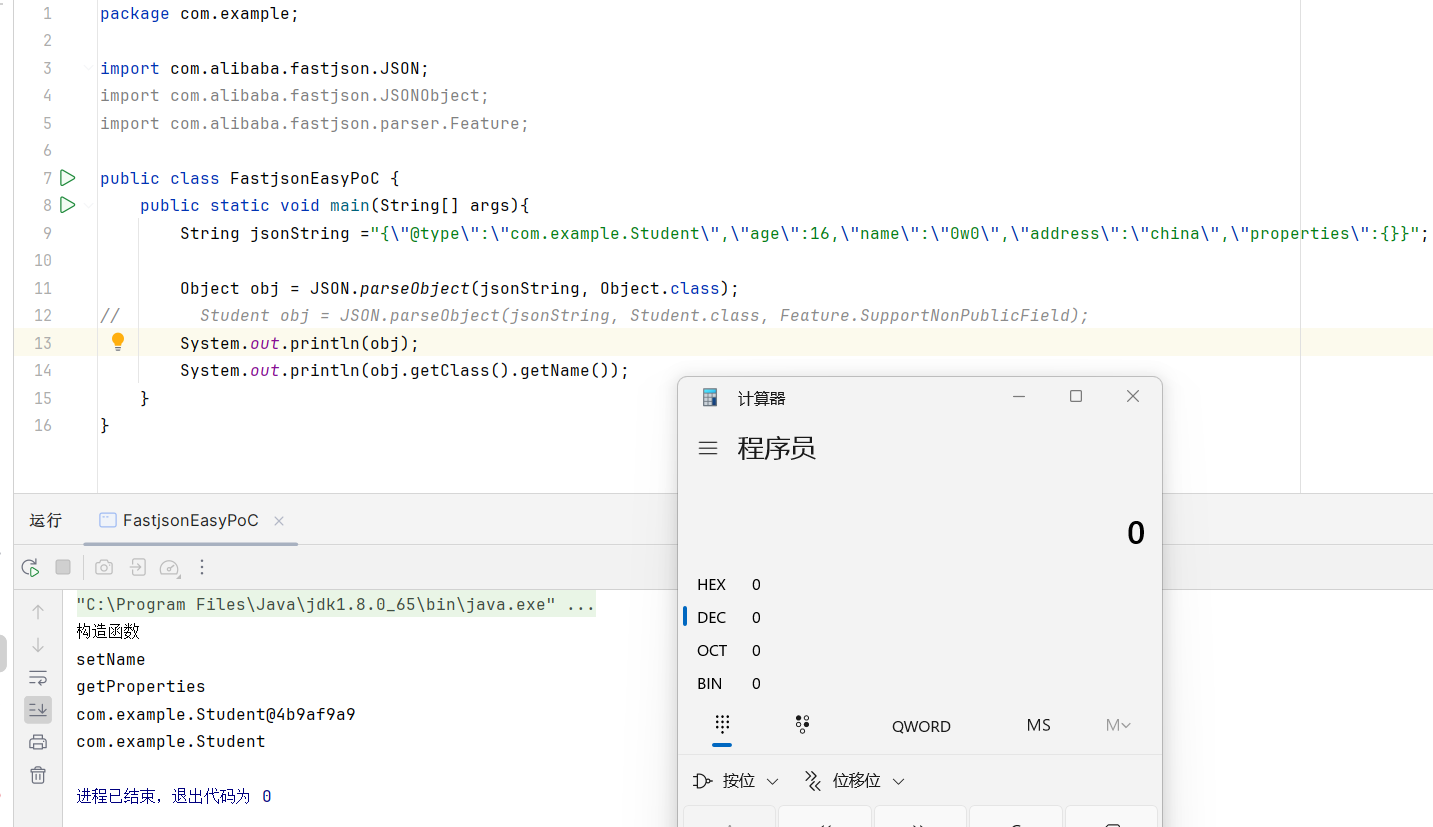 1 package com.example;
2
3 import com.alibaba.fastjson.JSON;
4 import com.alibaba.fastjson.JSONObject;
5 import com.alibaba.fastjson.parser.Feature;
6
7 public class FastjsonEasyPoC {
8 public static void main(String[] args){
9 String jsonString ="{\"@type\":\"com.example.Student\",\"age\":16,\"name\":\"0w0\",\"address\":\"china\",\"properties\":{}}";
10
11 Object obj = JSON.parseObject(jsonString, Object.class);
12 // Student obj = JSON.parseObject(jsonString, Student.class, Feature.SupportNonPublicField);
13 System.out.println(obj);
14 System.out.println(obj.getClass().getName());
15 }
16 }
运行 FastjsonEasyPoC
"C:\Program Files\Java\jdk1.8.0_65\bin\java.exe" ...
构造函数
setName
getProperties
com.example.Student@4b9af9a9
com.example.Student
进程已结束，退出代码为 0
计算器
程序员
0
HEX 0
DEC 0
OCT 0
BIN 0
QWORD MS M
按位 位移位